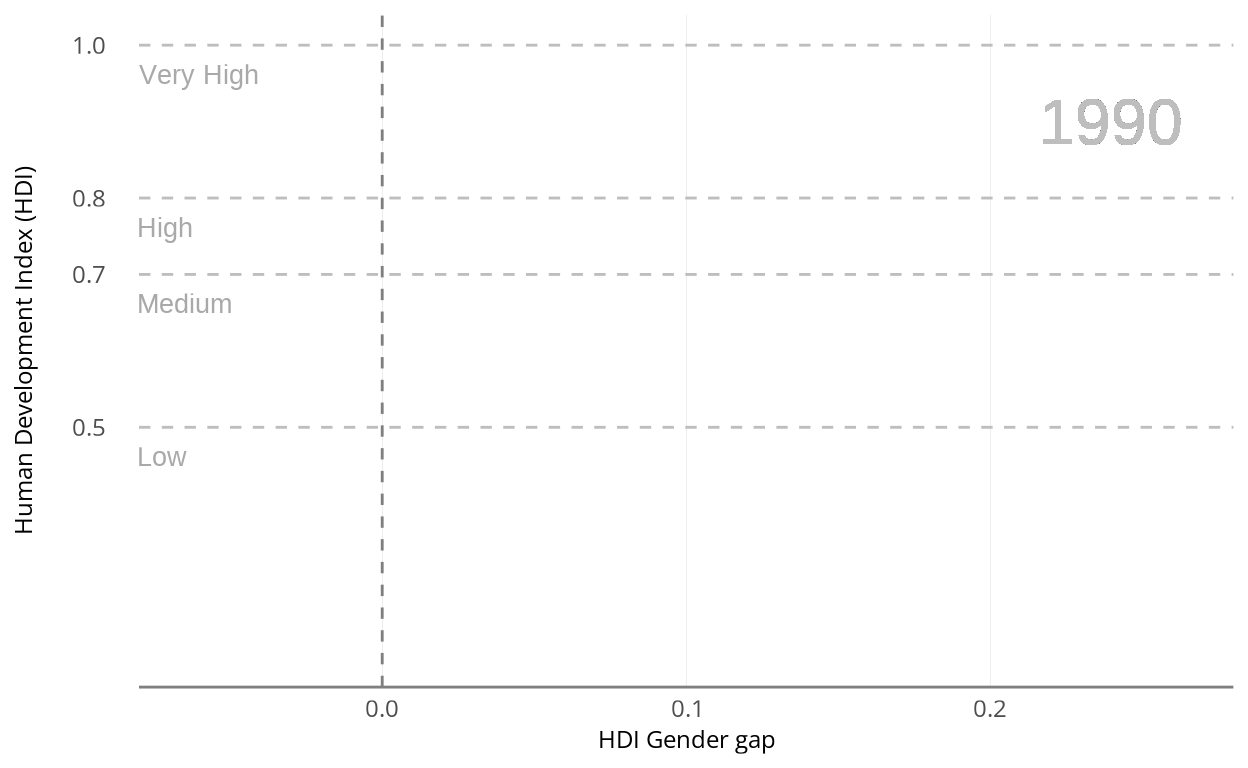 1.0
Very High
1990
0.8
High
0.7
Medium
0.5
Low
Human Development Index (HDI)
0.0 0.1 0.2
HDI Gender gap